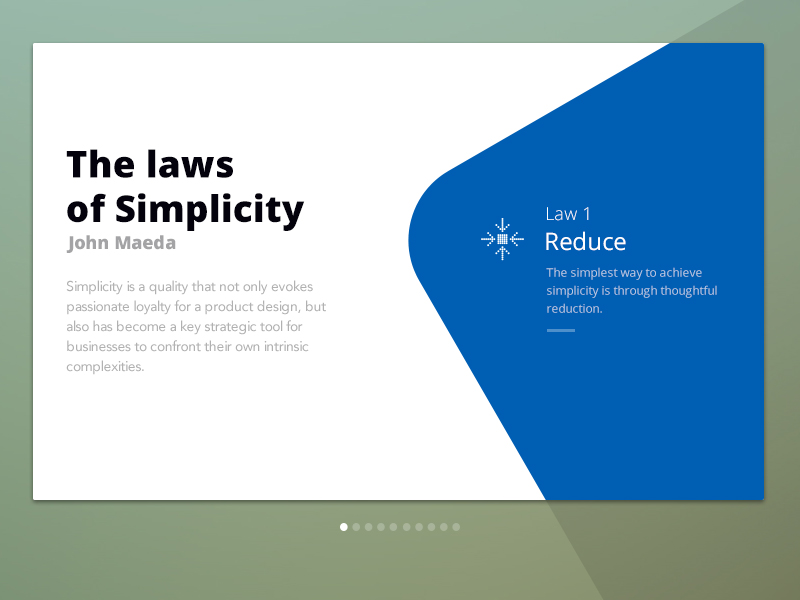 The laws
of Simplicity
John Maeda
Simplicity is a quality that not only evokes
passionate loyalty for a product design, but
also has become a key strategic tool for
businesses to confront their own intrinsic
complexities.
Law 1
Reduce
The simplest way to achieve
simplicity is through thoughtful
reduction.